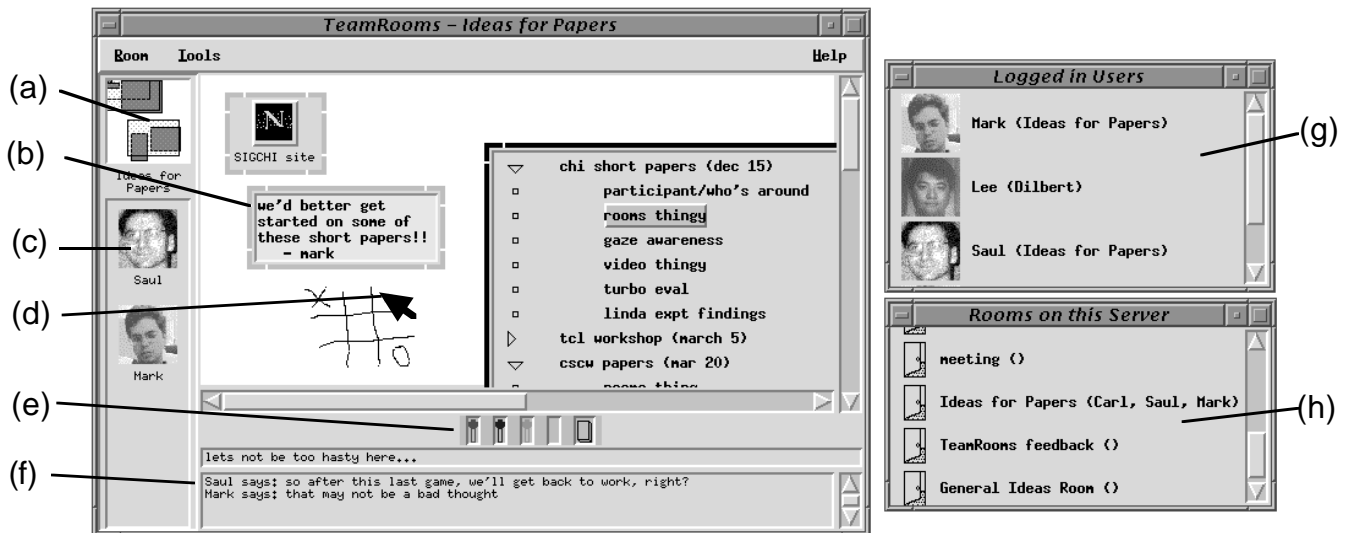 TeamRooms – Ideas for Papers
Room Tools Help
(a)
Ideas for
Papers
N
SIGCHI site
(b)
we'd better get
started on some of
these short papers!!
– mark
(c)
Saul
(d)
X
O
Mark
chi short papers (dec 15)
participant/who's around
rooms thingy
gaze awareness
video thingy
turbo eval
linda expt findings
tcl workshop (march 5)
cscw papers (mar 20)
(e)
lets not be too hasty here...
(f)
Saul says: so after this last game, we'll get back to work, right?
Mark says: that may not be a bad thought
Logged in Users
Mark (Ideas for Papers)
(g)
Lee (Dilbert)
Saul (Ideas for Papers)
Rooms on this Server
meeting ()
Ideas for Papers (Carl, Saul, Mark)
(h)
TeamRooms feedback ()
General Ideas Room ()